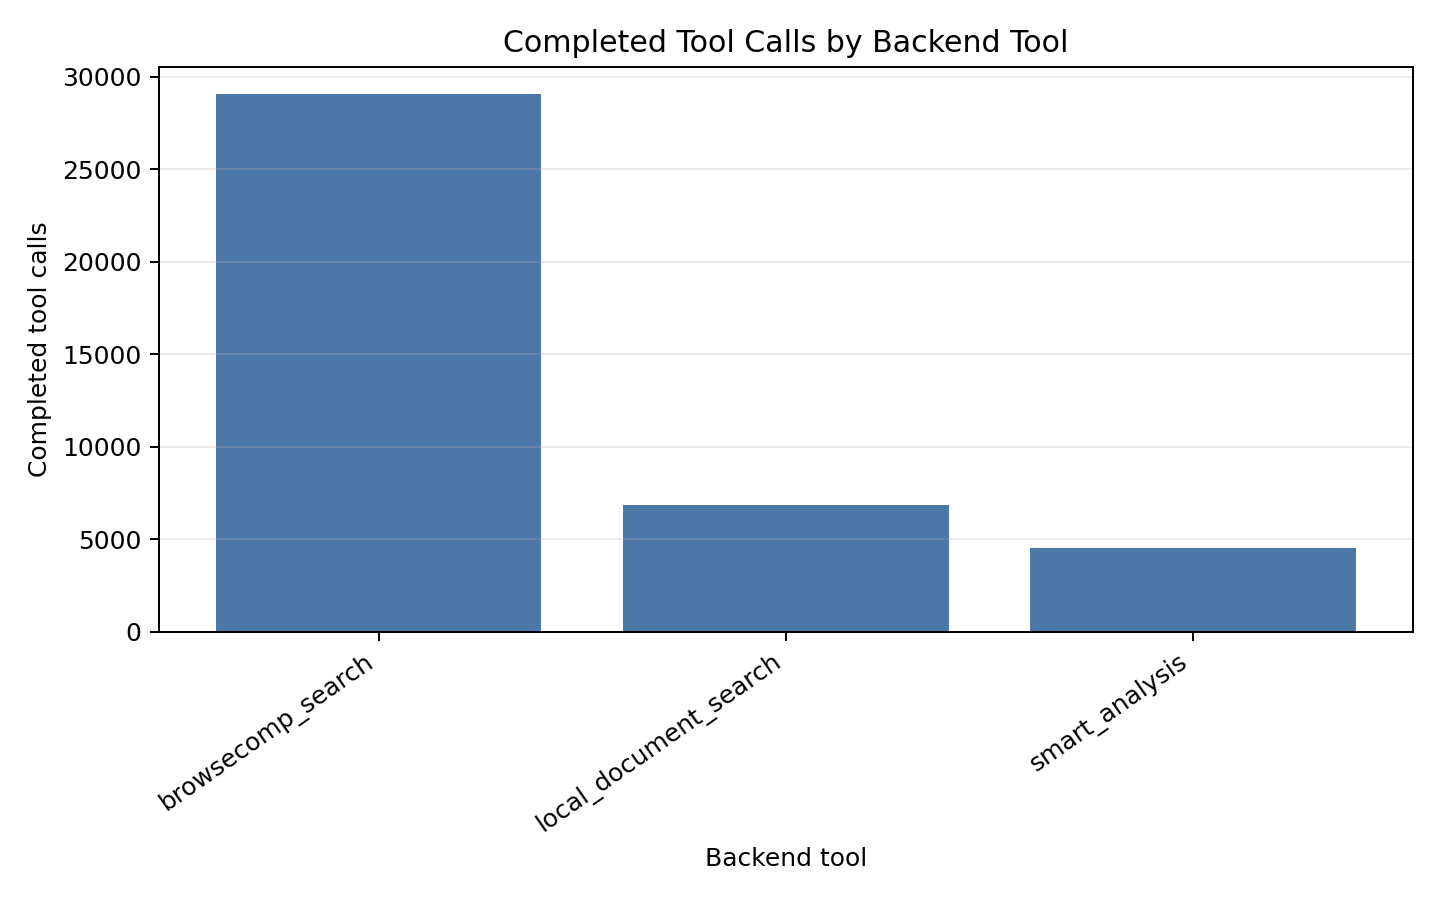 Completed Tool Calls by Backend Tool
30000
25000
20000
15000
10000
5000
0
Completed tool calls
browsecomp_search
local_document_search
smart_analysis
Backend tool